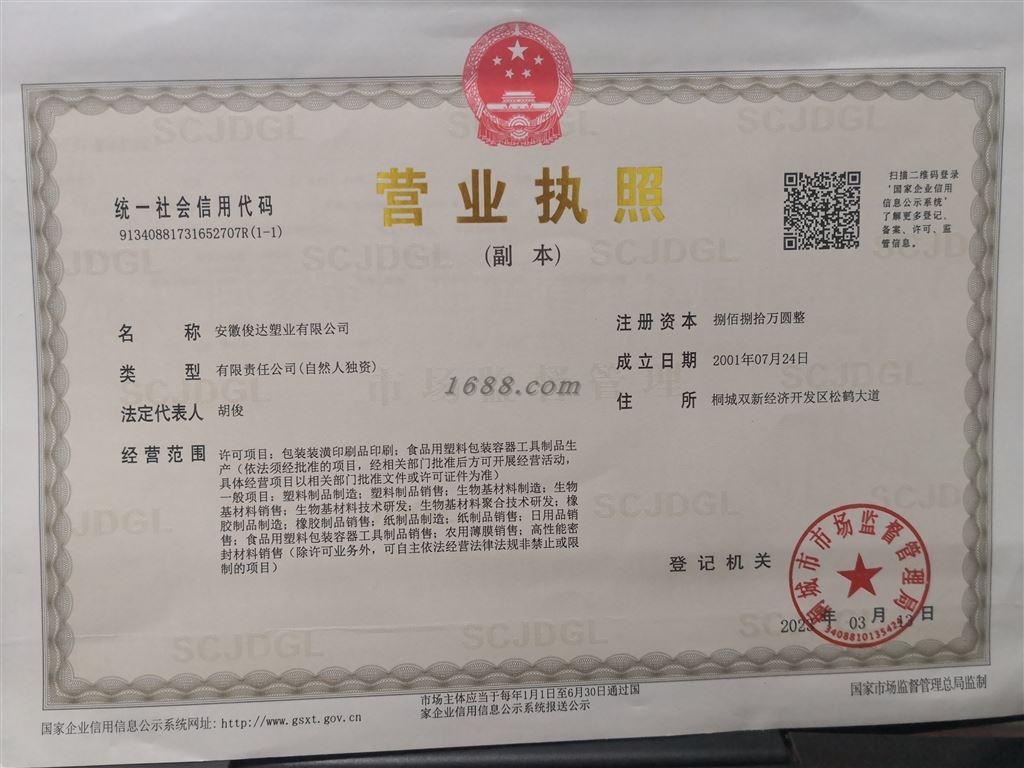 营业执照
(副 本)
统一社会信用代码
91340881731652707R(1-1)
扫描二维码登录
'国家企业信用
信息公示系统'
了解更多登记、
备案、许可、监
管信息。
名 称 安徽俊达塑业有限公司
类 型 有限责任公司(自然人独资)
法定代表人 胡俊
经营范围 许可项目:包装装潢印刷品印刷;食品用塑料包装容器工具制品生
产(依法须经批准的项目,经相关部门批准后方可开展经营活动,
具体经营项目以相关部门批准文件或许可证件为准)
一般项目:塑料制品制造;塑料制品销售;生物基材料制造;生物
基材料销售;生物基材料技术研发;生物基材料聚合技术研发;橡
胶制品制造;橡胶制品销售;纸制品制造;纸制品销售;日用品销
售;食品用塑料包装容器工具制品销售;农用薄膜销售;高性能密
封材料销售(除许可业务外,可自主依法经营法律法规非禁止或限
制的项目)
注册资本 捌佰捌拾万圆整
成立日期 2001年07月24日
住 所 桐城双新经济开发区松鹤大道
1688.com
登记机关
桐城市市场监督管理局
2023年 03 月 13 日
国家企业信用信息公示系统网址:http://www.gsxt.gov.cn
市场主体应当于每年1月1日至6月30日通过国
家企业信用信息公示系统报送公示
国家市场监督管理总局监制